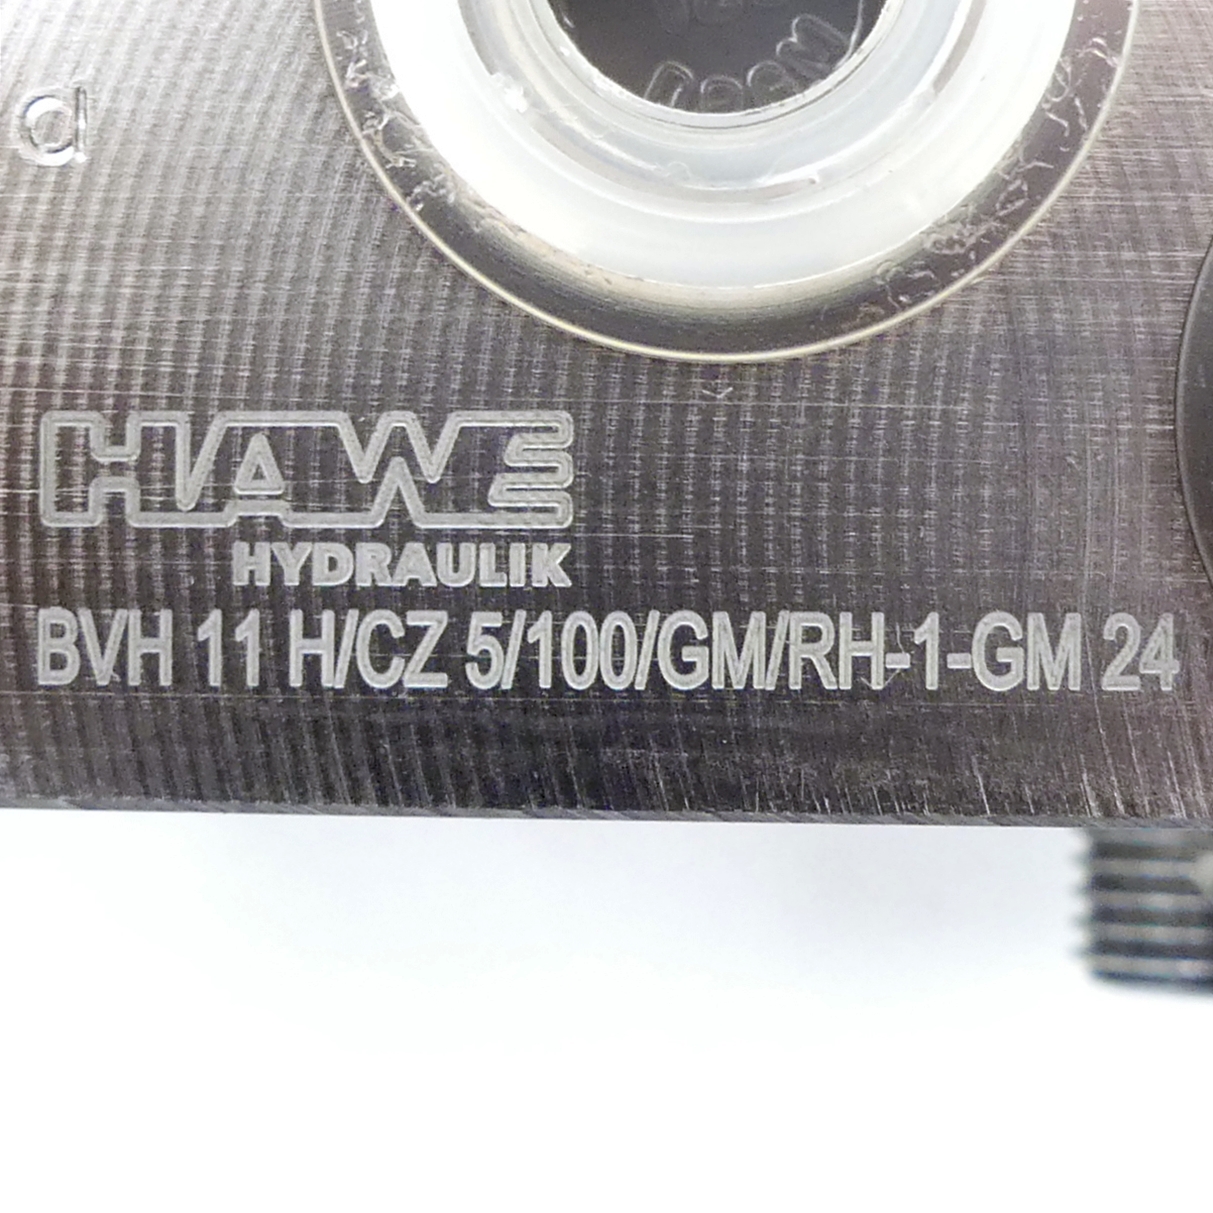 d
HAWE
HYDRAULIK
BVH 11 H/CZ 5/100/GM/RH-1-GM 24